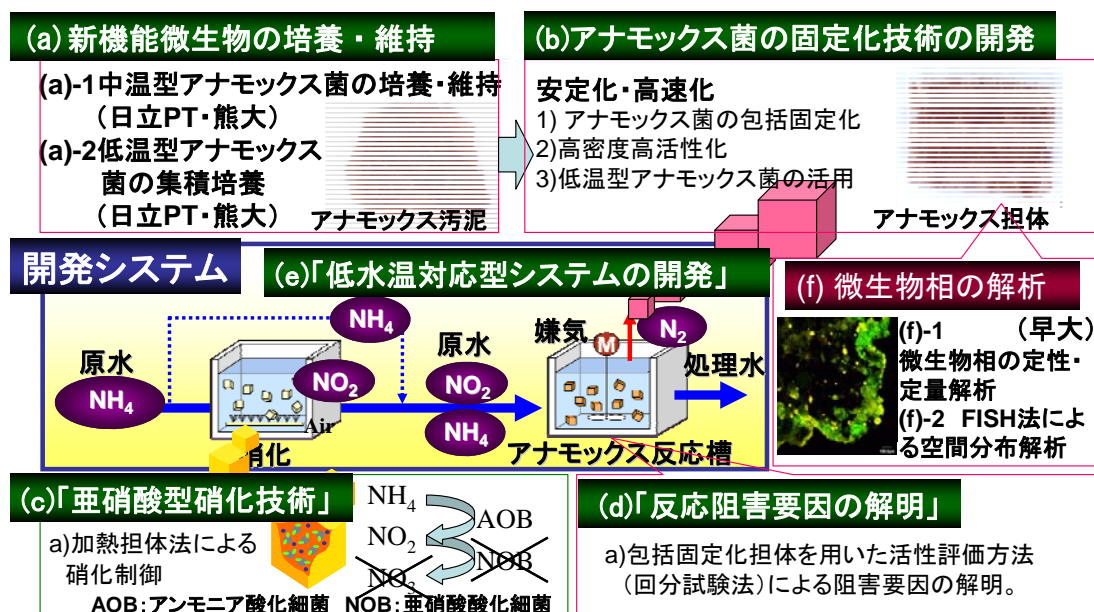 (a) 新機能微生物の培養・維持
(a)-1中温型アナモックス菌の培養・維持
（日立PT・熊大）
(a)-2低温型アナモックス
菌の集積培養
（日立PT・熊大）
アナモックス汚泥
(b)アナモックス菌の固定化技術の開発
安定化・高速化
1) アナモックス菌の包括固定化
2)高密度高活性化
3)低温型アナモックス菌の活用
アナモックス担体
開発システム
(e)「低水温対応型システムの開発」
原水
NH4
NH4
NO2
Air
硝化
原水
NO2
NH4
嫌気
M
N2
処理水
アナモックス反応槽
(f) 微生物相の解析
(f)-1 （早大）
微生物相の定性・
定量解析
(f)-2 FISH法によ
る空間分布解析
(c)「亜硝酸型硝化技術」
a)加熱担体法による
硝化制御
NH4
NO2
NO3
AOB
NOB
AOB：アンモニア酸化細菌 NOB：亜硝酸酸化細菌
(d)「反応阻害要因の解明」
a)包括固定化担体を用いた活性評価方法
（回分試験法）による阻害要因の解明。